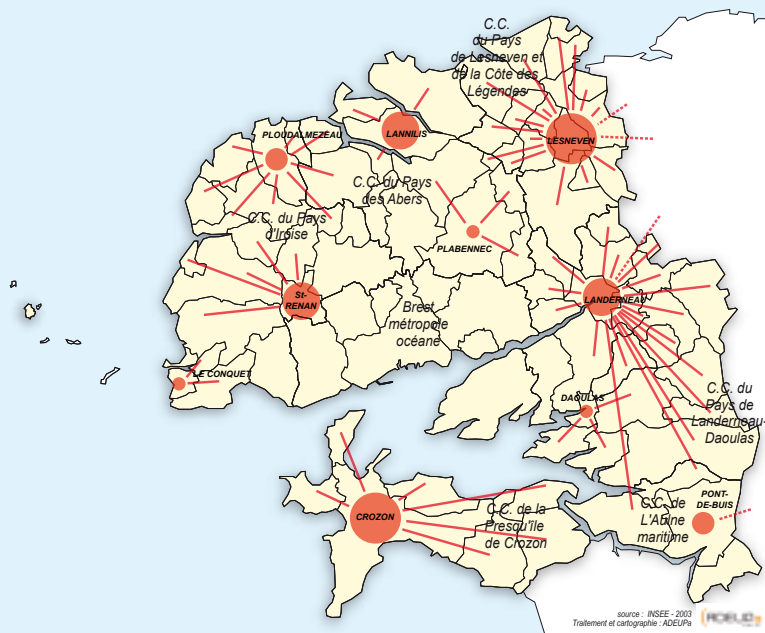 C.C.
du Pays
de Lesneven et
de la Côte des
Légendes
PLOUDALMEZEAU
LANNILIS
LESNEVEN
C.C. du Pays
des Abers
C.C. du Pays
d'Iroise
PLABENNEC
St-
RENAN
LANDERNEAU
Brest
métropole
océane
LE CONQUET
DAOULAS
C.C. du
Pays de
Landerneau-
Daoulas
CROZON
C.C. de la
Presqu'île
de Crozon
PONT-
DE-BUIS
C.C. de
L'Aulne
maritime
source : INSEE - 2003
Traitement et cartographie : ADEUPa